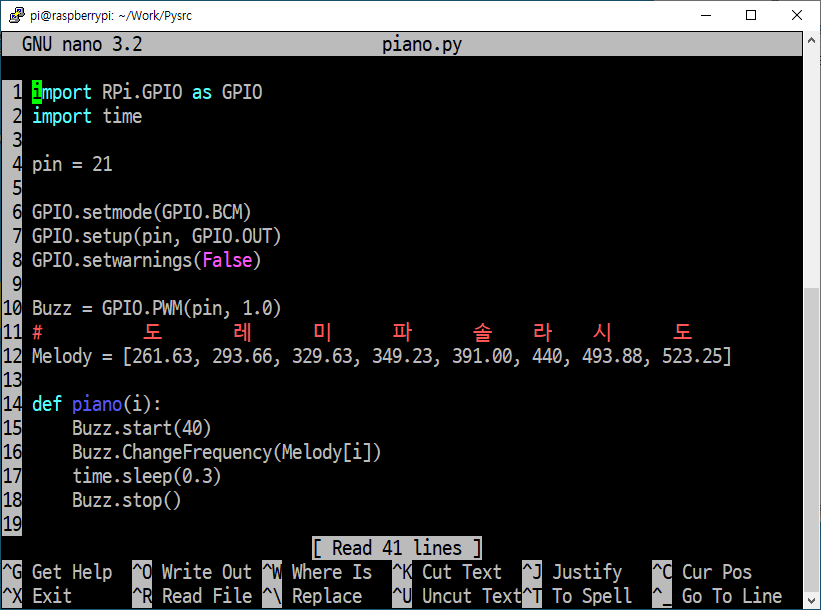 pi@raspberrypi: ~/Work/Pysrc
GNU nano 3.2 piano.py
1 import RPi.GPIO as GPIO
2 import time
3
4 pin = 21
5
6 GPIO.setmode(GPIO.BCM)
7 GPIO.setup(pin, GPIO.OUT)
8 GPIO.setwarnings(False)
9
10 Buzz = GPIO.PWM(pin, 1.0)
11 # 도 레 미 파 솔 라 시 도
12 Melody = [261.63, 293.66, 329.63, 349.23, 391.00, 440, 493.88, 523.25]
13
14 def piano(i):
15     Buzz.start(40)
16     Buzz.ChangeFrequency(Melody[i])
17     time.sleep(0.3)
18     Buzz.stop()
19
[ Read 41 lines ]
^G Get Help ^O Write Out ^W Where Is ^K Cut Text ^J Justify ^C Cur Pos
^X Exit ^R Read File ^\ Replace ^U Uncut Text ^T To Spell ^_ Go To Line